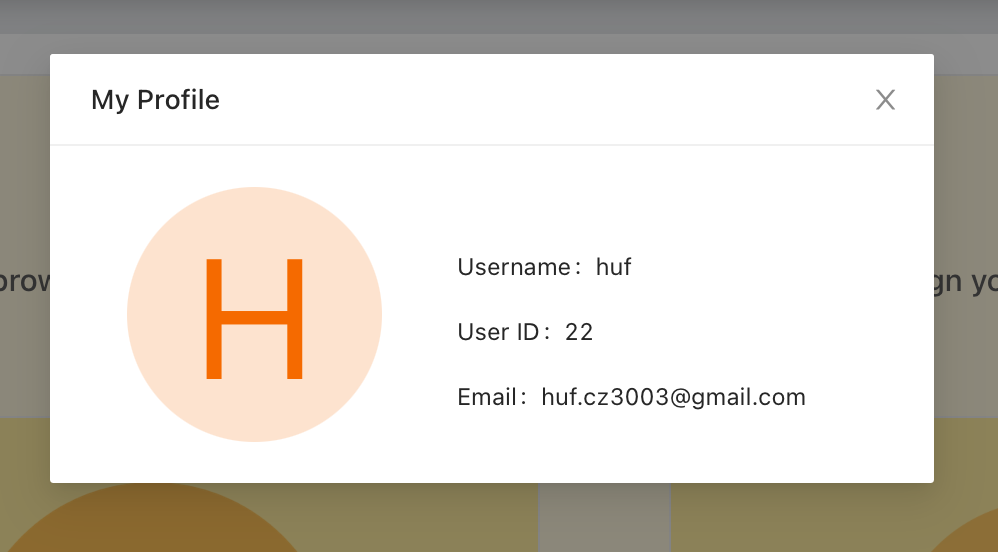 My Profile
H
Username: huf
User ID: 22
Email: huf.cz3003@gmail.com